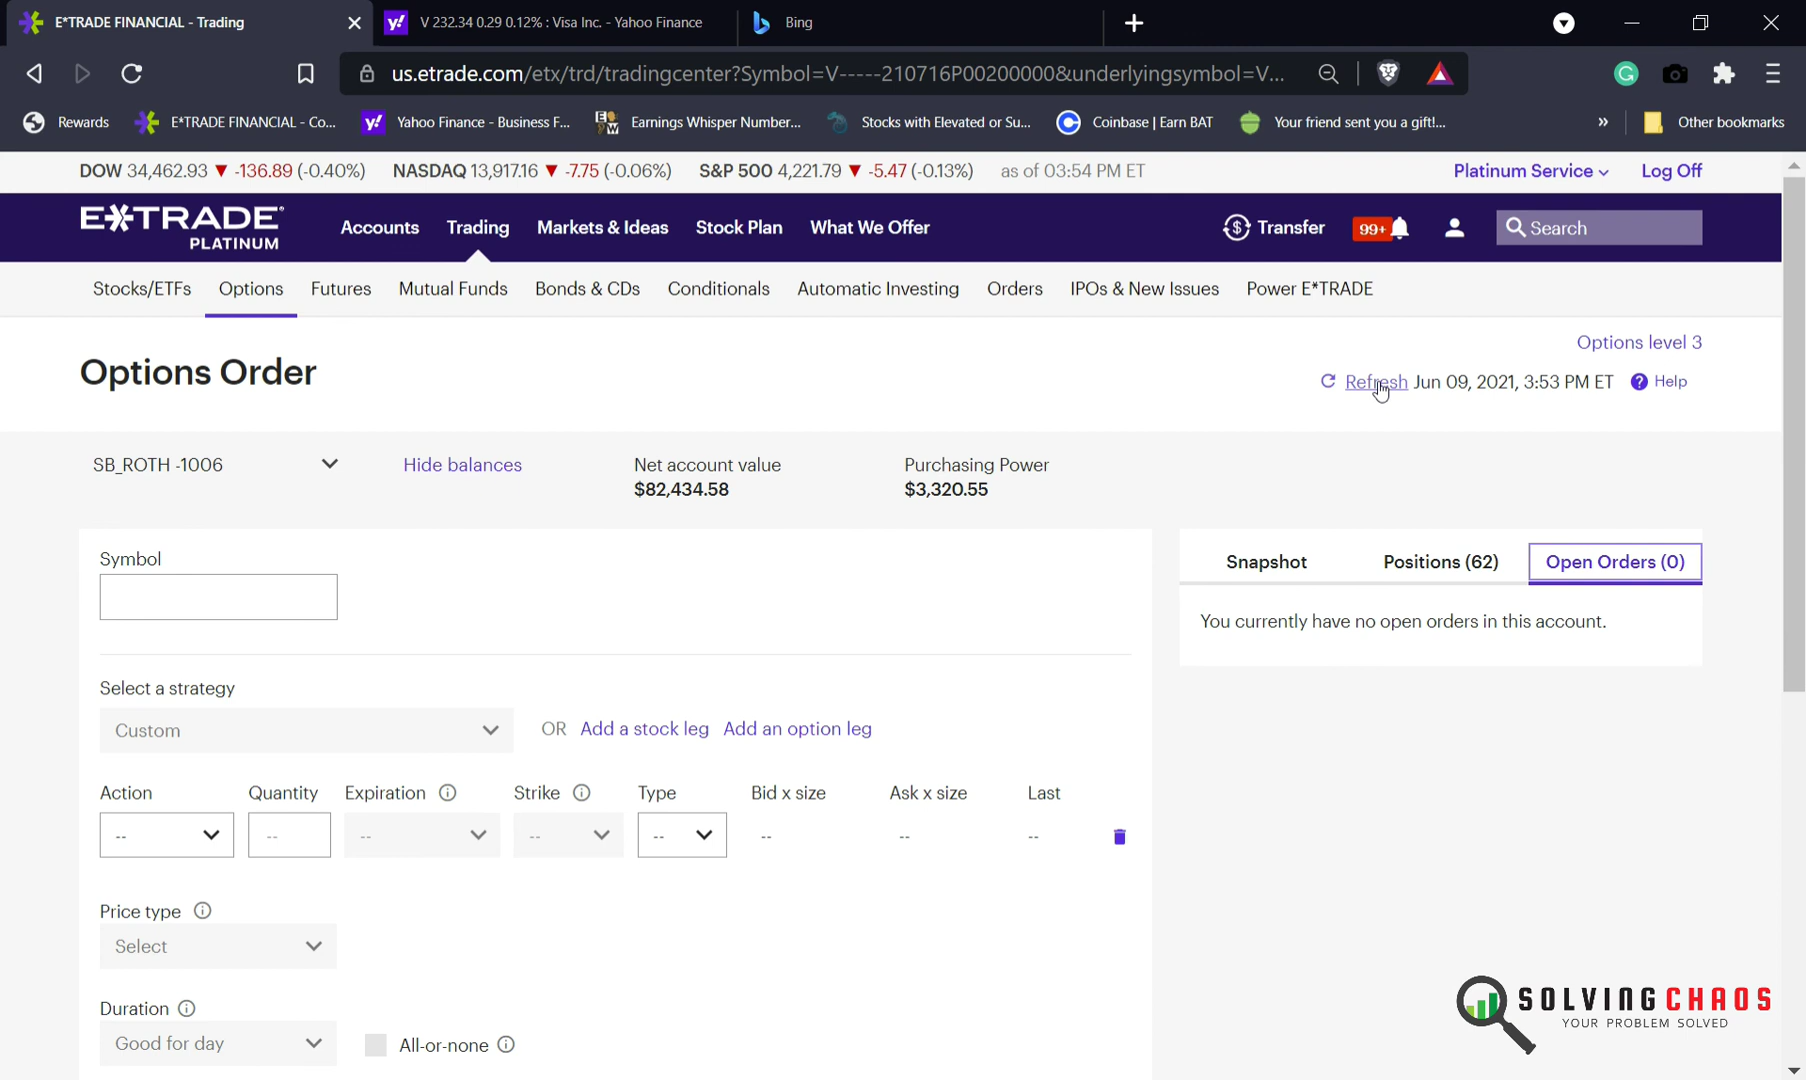 E*TRADE FINANCIAL - Trading
V 232.34 0.29 0.12% : Visa Inc. - Yahoo Finance
Bing
us.etrade.com/etx/trd/tradingcenter?Symbol=V-----210716P00200000&underlyingsymbol=V...
Rewards
E*TRADE FINANCIAL - Co...
Yahoo Finance - Business F...
Earnings Whisper Number...
Stocks with Elevated or Su...
Coinbase | Earn BAT
Your friend sent you a gift!...
»
Other bookmarks
DOW 34,462.93 ▼ -136.89 (-0.40%) NASDAQ 13,917.16 ▼ -7.75 (-0.06%) S&P 500 4,221.79 ▼ -5.47 (-0.13%) as of 03:54 PM ET
Platinum Service
Log Off
E*TRADE
PLATINUM
Accounts
Trading
Markets & Ideas
Stock Plan
What We Offer
Transfer
99+
Search
Stocks/ETFs
Options
Futures
Mutual Funds
Bonds & CDs
Conditionals
Automatic Investing
Orders
IPOs & New Issues
Power E*TRADE
Options level 3
Options Order
Refresh Jun 09, 2021, 3:53 PM ET
Help
SB_ROTH -1006
Hide balances
Net account value
$82,434.58
Purchasing Power
$3,320.55
Symbol
Snapshot
Positions (62)
Open Orders (0)
You currently have no open orders in this account.
Select a strategy
Custom
OR Add a stock leg Add an option leg
Action
Quantity
Expiration
Strike
Type
Bid x size
Ask x size
Last
-- -- -- -- -- -- -- --
Price type
Select
Duration
Good for day
All-or-none
SOLVING CHAOS
YOUR PROBLEM SOLVED